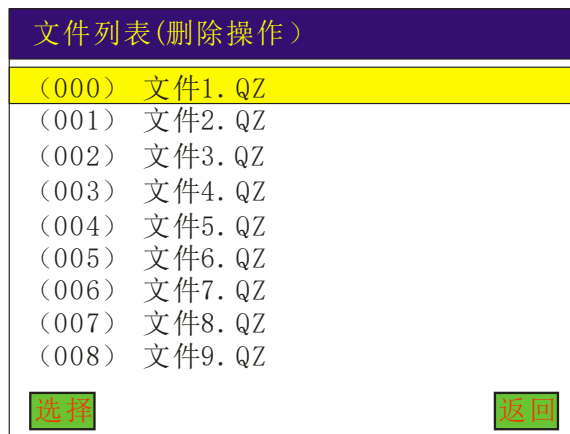 文件列表(删除操作）
（000） 文件1.QZ
（001） 文件2.QZ
（002） 文件3.QZ
（003） 文件4.QZ
（004） 文件5.QZ
（005） 文件6.QZ
（006） 文件7.QZ
（007） 文件8.QZ
（008） 文件9.QZ
选择 返回